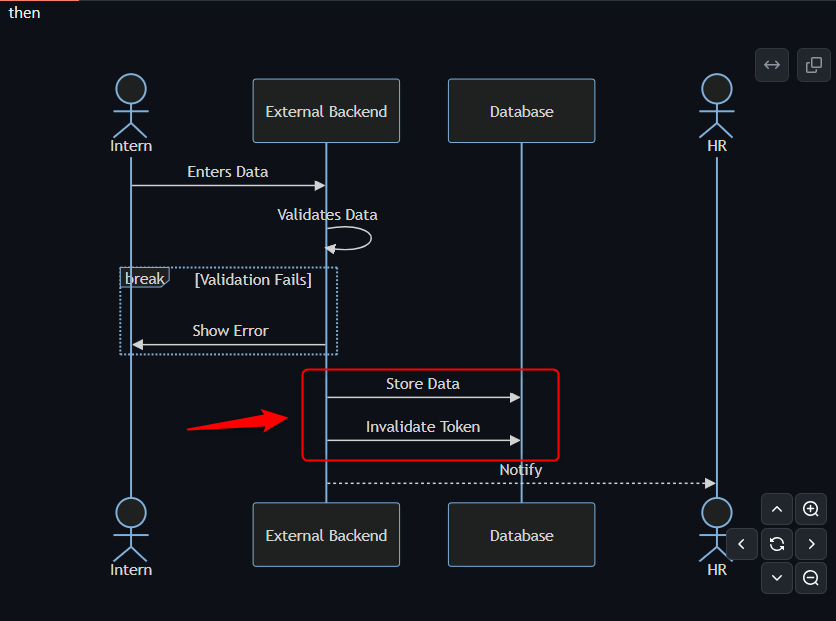 then
External Backend
Database
Intern
HR
Enters Data
Validates Data
break
[Validation Fails]
Show Error
Store Data
Invalidate Token
Notify
External Backend
Database
Intern
HR